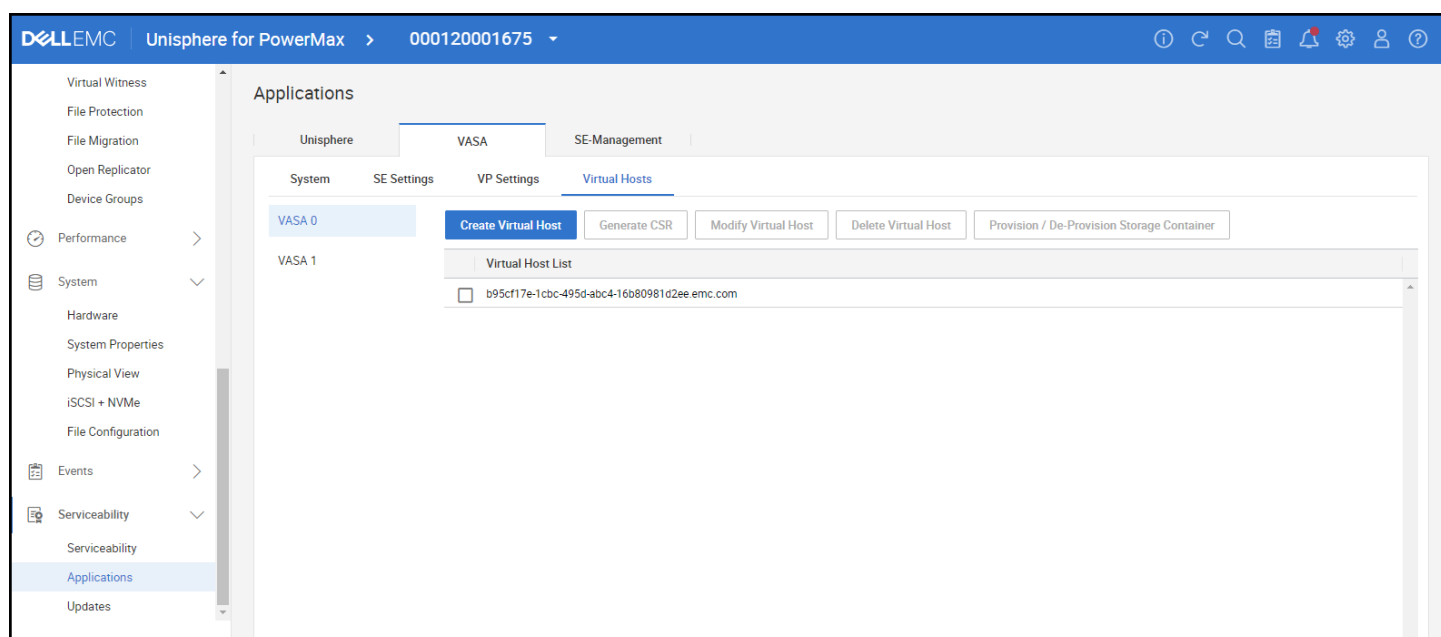 DELLEMC Unisphere for PowerMax > 000120001675
Virtual Witness
File Protection
File Migration
Open Replicator
Device Groups
Performance
System
Hardware
System Properties
Physical View
iSCSI + NVMe
File Configuration
Events
Serviceability
Serviceability
Applications
Updates
Applications
Unisphere VASA SE-Management
System SE Settings VP Settings Virtual Hosts
VASA 0
VASA 1
Create Virtual Host Generate CSR Modify Virtual Host Delete Virtual Host Provision / De-Provision Storage Container
Virtual Host List
b95cf17e-1cbc-495d-abc4-16b80981d2ee.emc.com